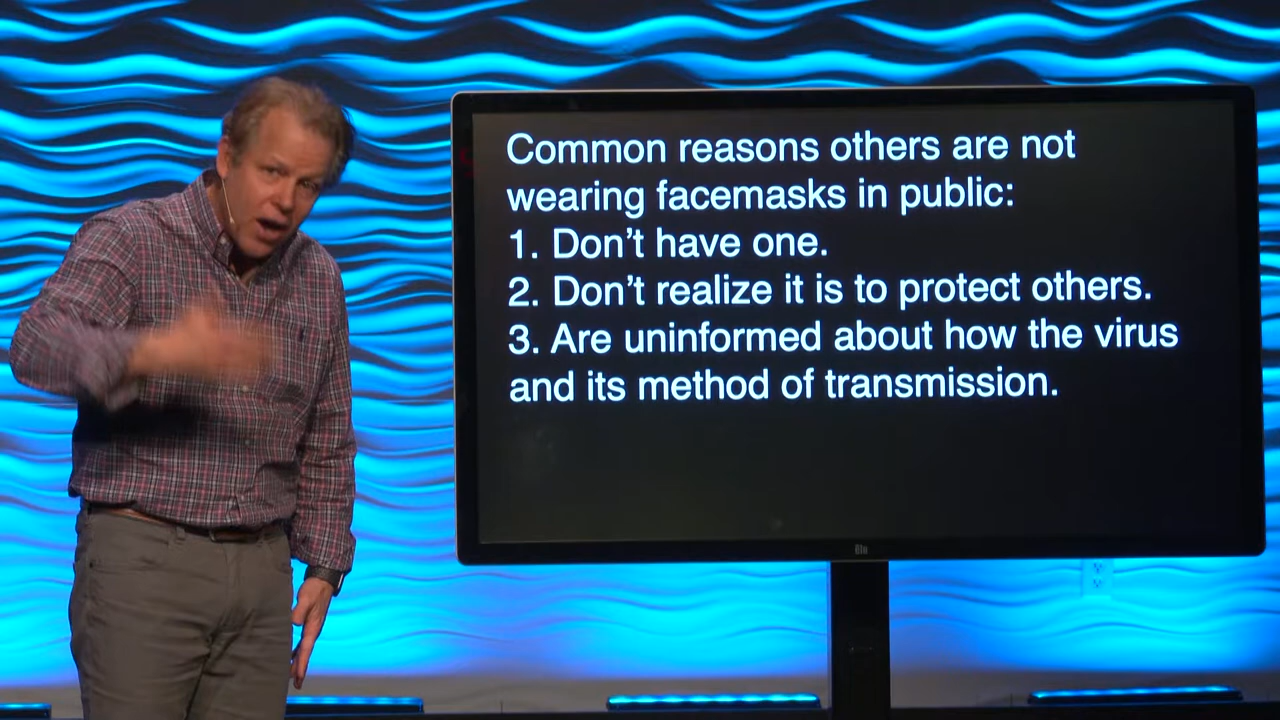 Common reasons others are not
wearing facemasks in public:
1. Don't have one.
2. Don't realize it is to protect others.
3. Are uninformed about how the virus
and its method of transmission.
Elo